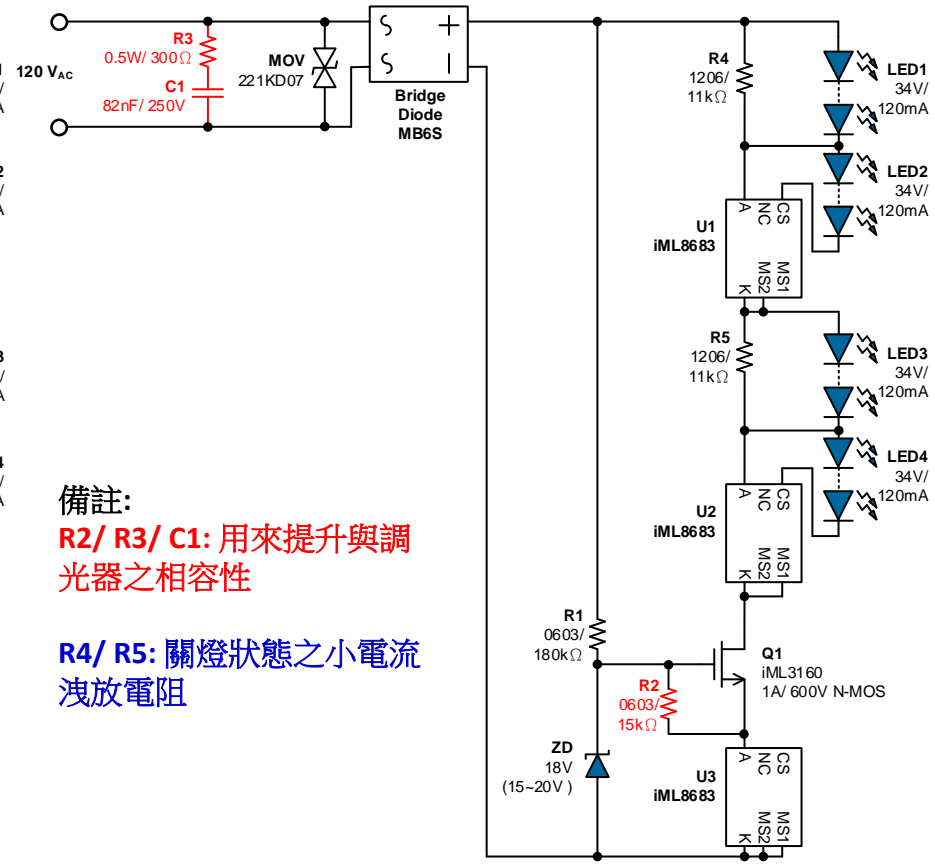 120 VAC
R3
0.5W/ 300Ω
C1
82nF/ 250V
MOV
221KD07
Bridge
Diode
MB6S
R4
1206/
11kΩ
LED1
34V/
120mA
LED2
34V/
120mA
A
NC
CS
U1
iML8683
K
MS2
MS1
R5
1206/
11kΩ
LED3
34V/
120mA
LED4
34V/
120mA
A
NC
CS
U2
iML8683
K
MS2
MS1
備註:
R2/ R3/ C1: 用來提升與調
光器之相容性
R4/ R5: 關燈狀態之小電流
洩放電阻
R1
0603/
180kΩ
Q1
iML3160
1A/ 600V N-MOS
R2
0603/
15kΩ
ZD
18V
(15~20V )
A
NC
CS
U3
iML8683
K
MS2
MS1